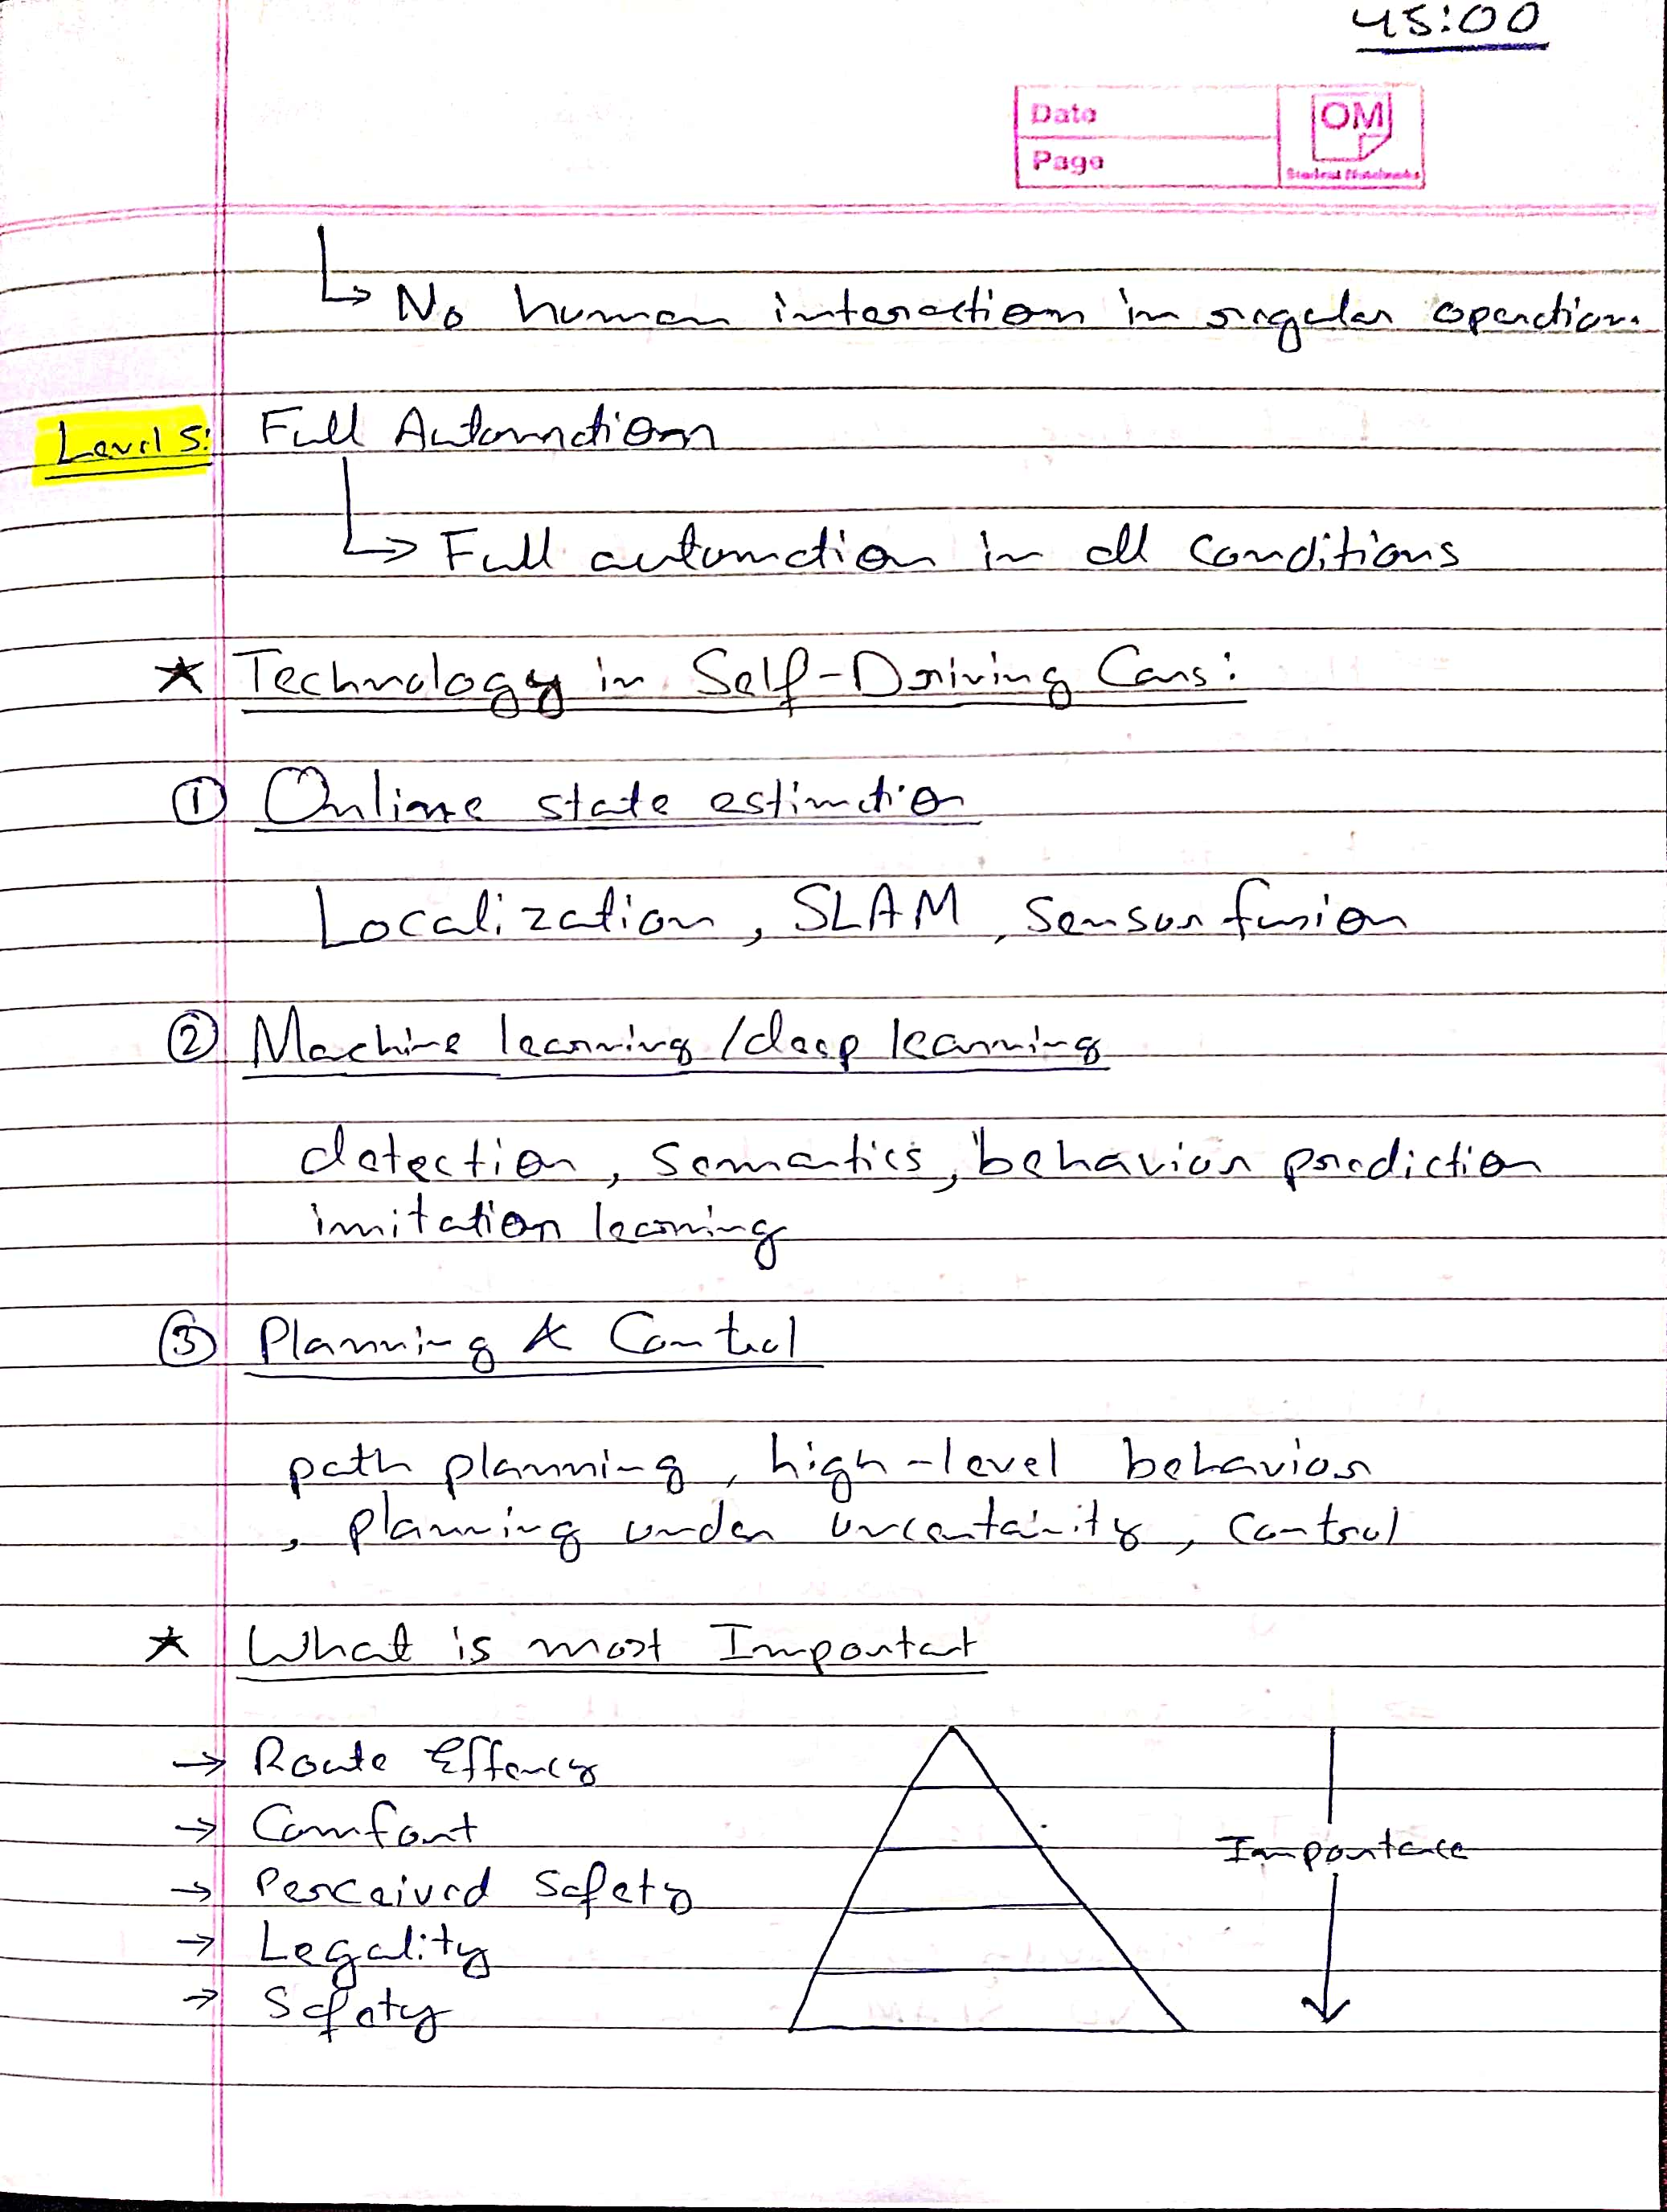 45:00
Date
Page
OM
Student Notebooks
No human interaction in regular operation.
Level 5: Full Automation
Full automation in all conditions
★ Technology in Self-Driving Cars:
① Online state estimation
Localization, SLAM, Sensor fusion
② Machine learning/deep learning
detection, semantics, behavior prediction
imitation learning
③ Planning & Control
path planning, high-level behavior
, planning under uncertainity, control
★ What is most Important
→ Route Effency
→ Comfort
→ Perceived Safety
→ Legality
→ Safety
Importance